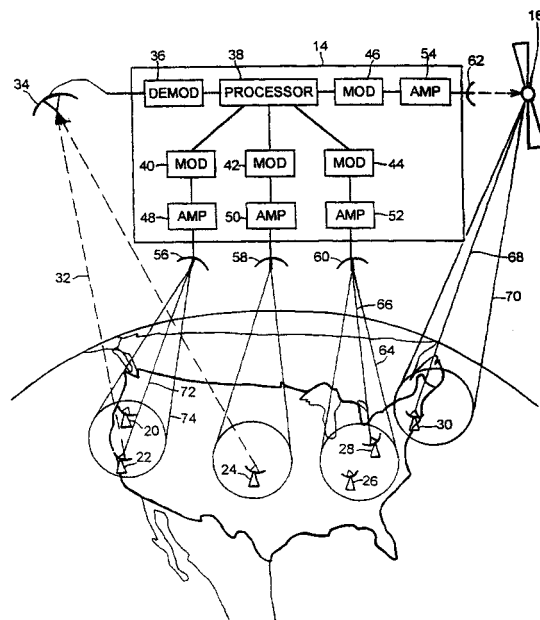 36 38 14 46 54 16
34 62
DEMOD PROCESSOR MOD AMP
40 MOD 42 MOD MOD 44
48 AMP 50 AMP AMP 52
56 58 60
32 66 68
64 70
72
74
20 30
22 24 28
26